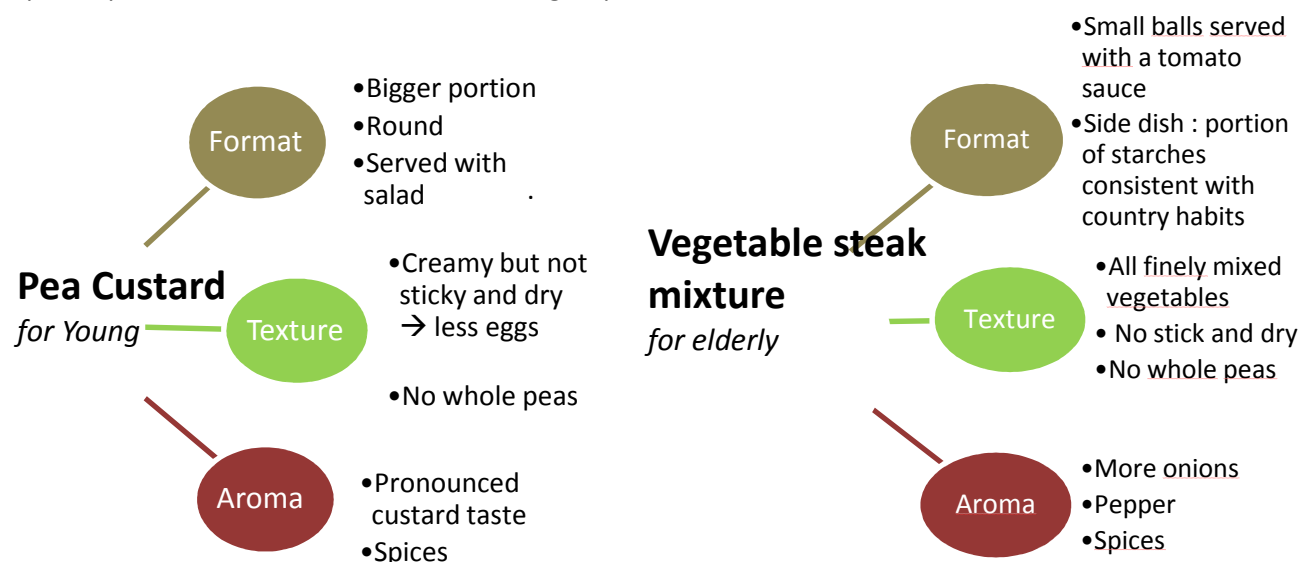 Pea Custard
for Young
Format
•Bigger portion
•Round
•Served with
salad .
Texture
•Creamy but not
sticky and dry
→ less eggs
•No whole peas
Aroma
•Pronounced
custard taste
•Spices
Vegetable steak
mixture
for elderly
Format
•Small balls served
with a tomato
sauce
•Side dish : portion
of starches
consistent with
country habits
Texture
•All finely mixed
vegetables
• No stick and dry
•No whole peas
Aroma
•More onions
•Pepper
•Spices